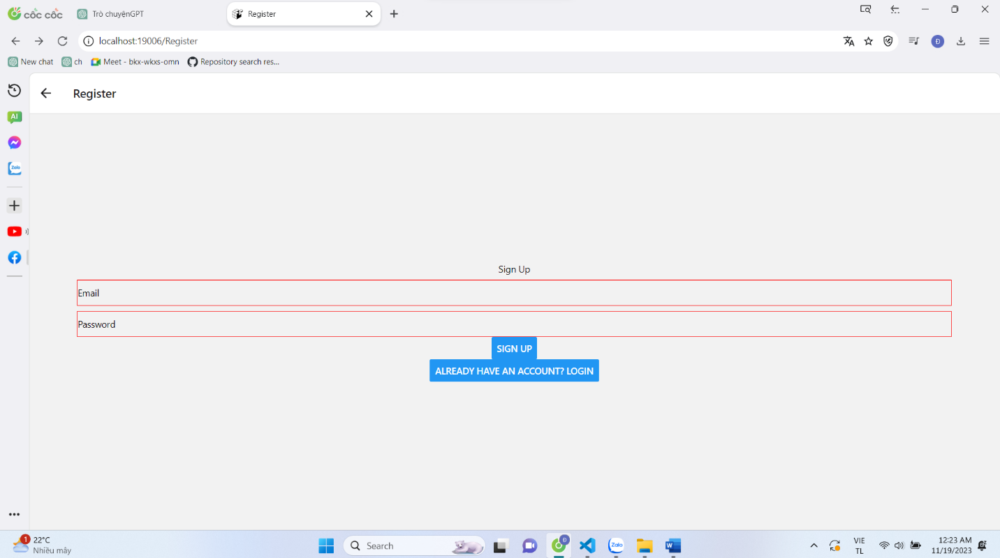 cốc cốc
Trò chuyệnGPT
Register
localhost:19006/Register
Đ
New chat
ch
Meet - bkx-wkxs-omn
Repository search res...
Register
AI
Zalo
Sign Up
Email
Password
SIGN UP
ALREADY HAVE AN ACCOUNT? LOGIN
1
22°C
Nhiều mây
Search
Đ
Zalo
W
VIE
TL
12:23 AM
11/19/2023